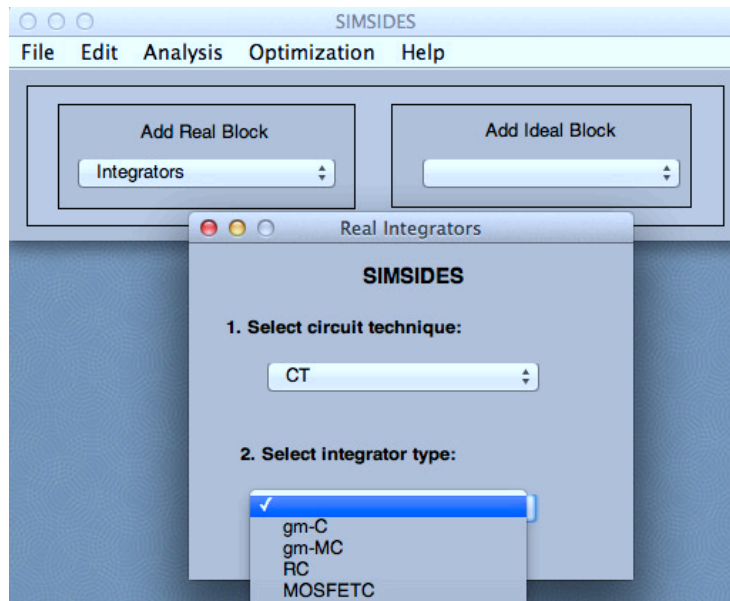 SIMSIDES
File Edit Analysis Optimization Help
Add Real Block Add Ideal Block
Integrators
Real Integrators
SIMSIDES
1. Select circuit technique:
CT
2. Select integrator type:
gm-C
gm-MC
RC
MOSFETC